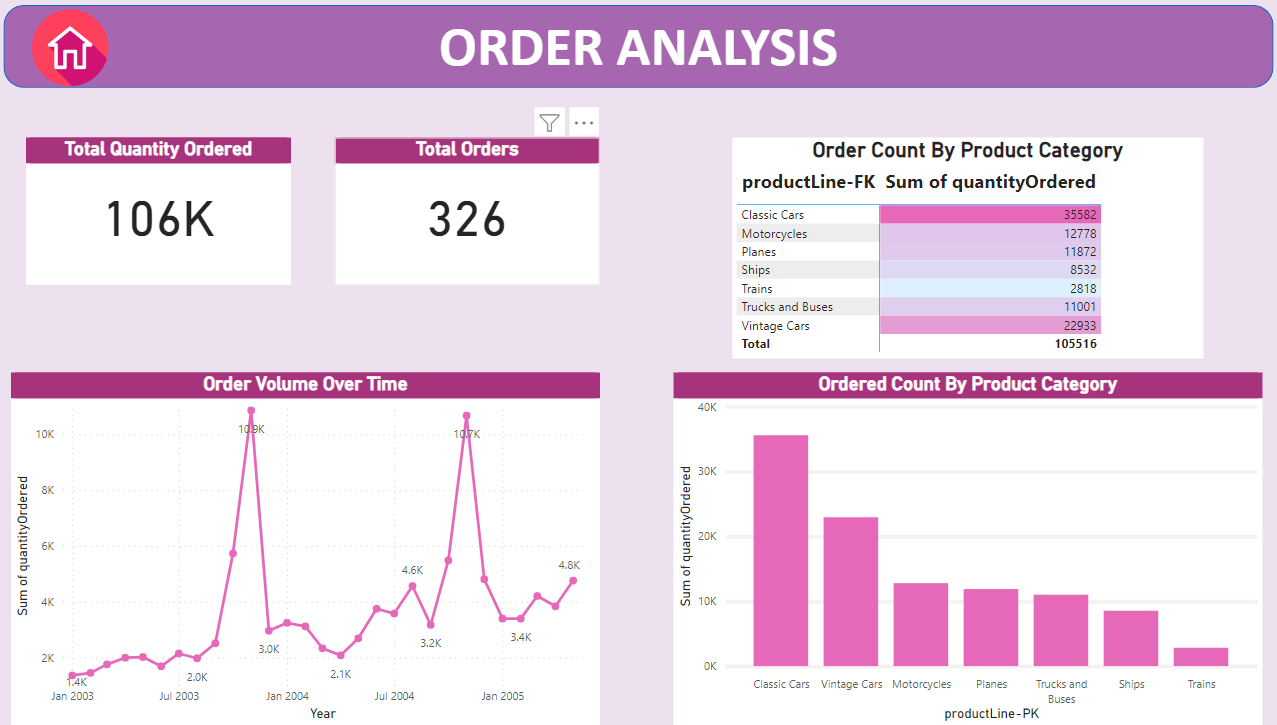 ORDER ANALYSIS
Total Quantity Ordered
106K
Total Orders
326
Order Count By Product Category
productLine-FK Sum of quantityOrdered
Classic Cars 35582
Motorcycles 12778
Planes 11872
Ships 8532
Trains 2818
Trucks and Buses 11001
Vintage Cars 22933
Total 105516
Order Volume Over Time
Sum of quantityOrdered
10K
8K
6K
4K
2K
1.4K
2.0K
10.9K
3.0K
2.1K
4.6K
3.2K
10.7K
3.4K
4.8K
Jan 2003 Jul 2003 Jan 2004 Jul 2004 Jan 2005
Year
Ordered Count By Product Category
Sum of quantityOrdered
40K
30K
20K
10K
0K
Classic Cars Vintage Cars Motorcycles Planes Trucks and Ships Trains
Buses
productLine-PK